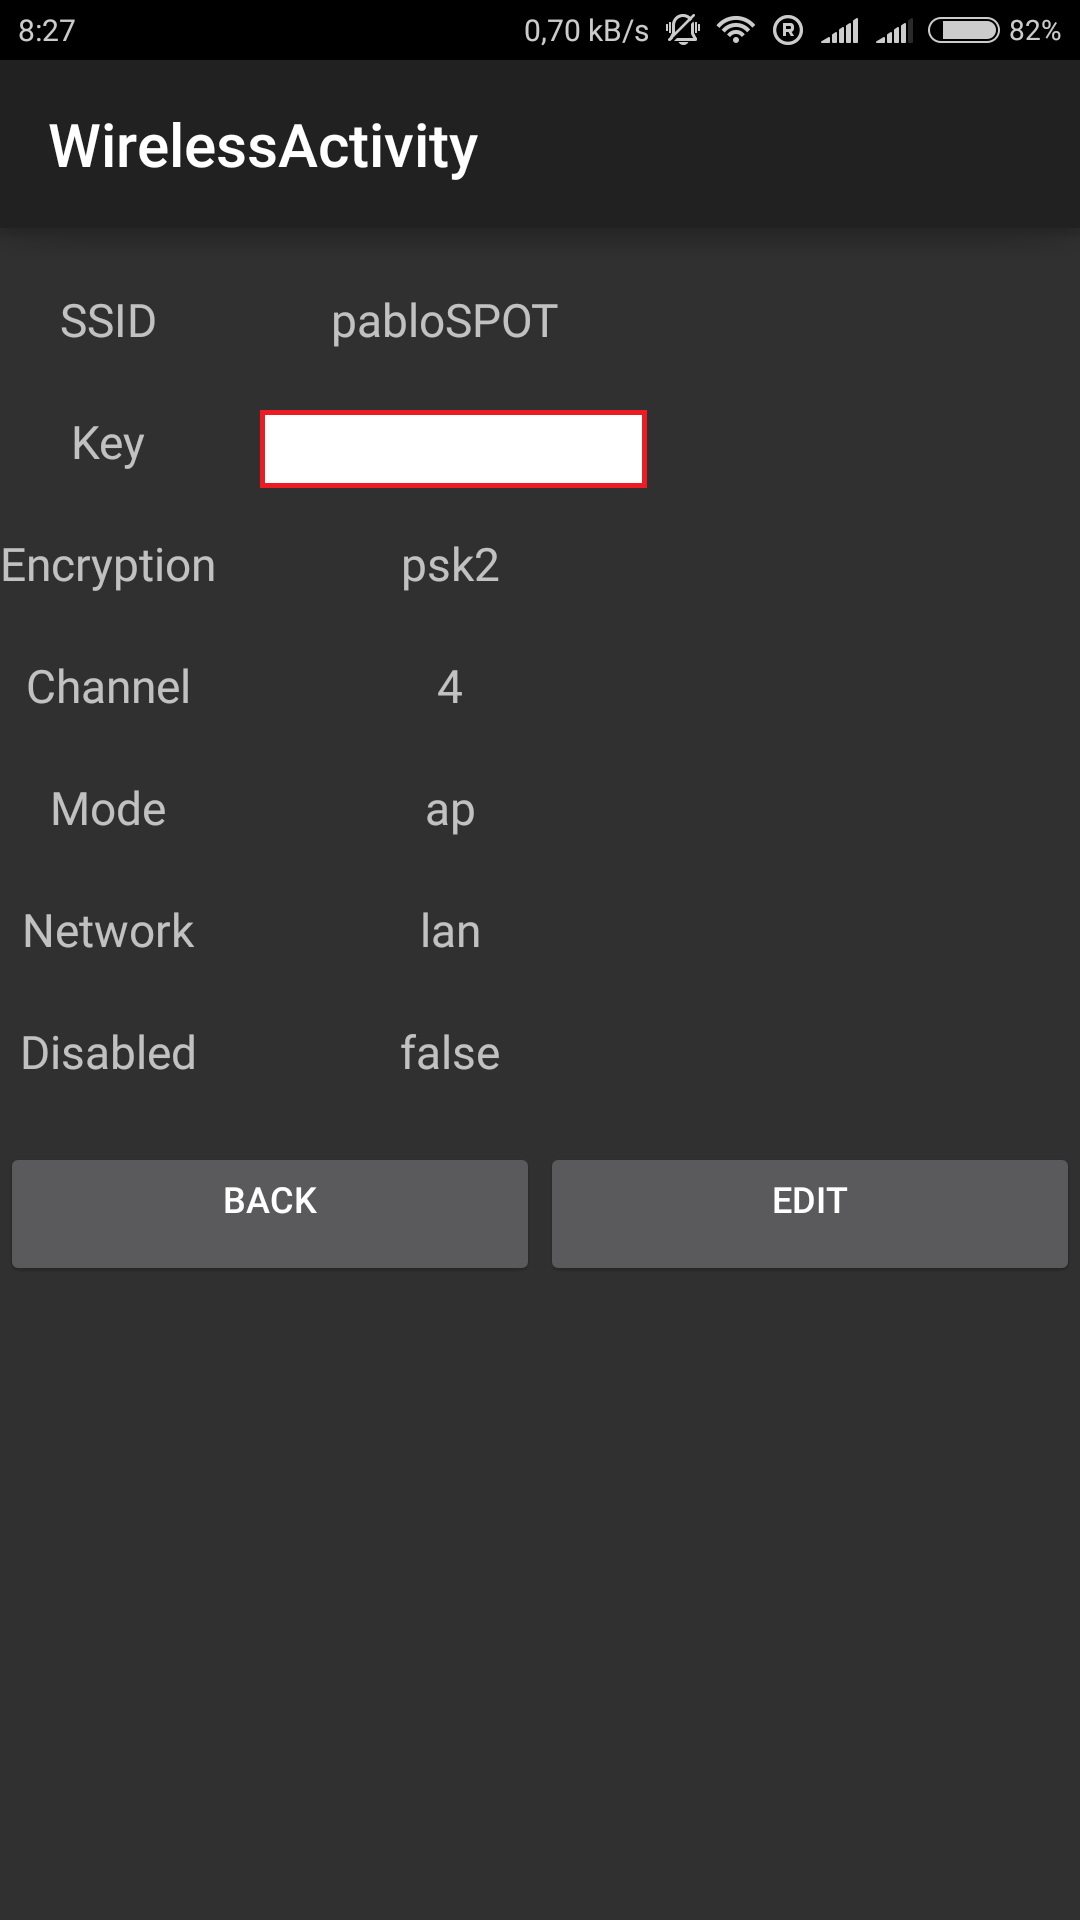 8:27 0,70 kB/s R 82%
WirelessActivity
SSID pabloSPOT
Key
Encryption psk2
Channel 4
Mode ap
Network lan
Disabled false
BACK EDIT